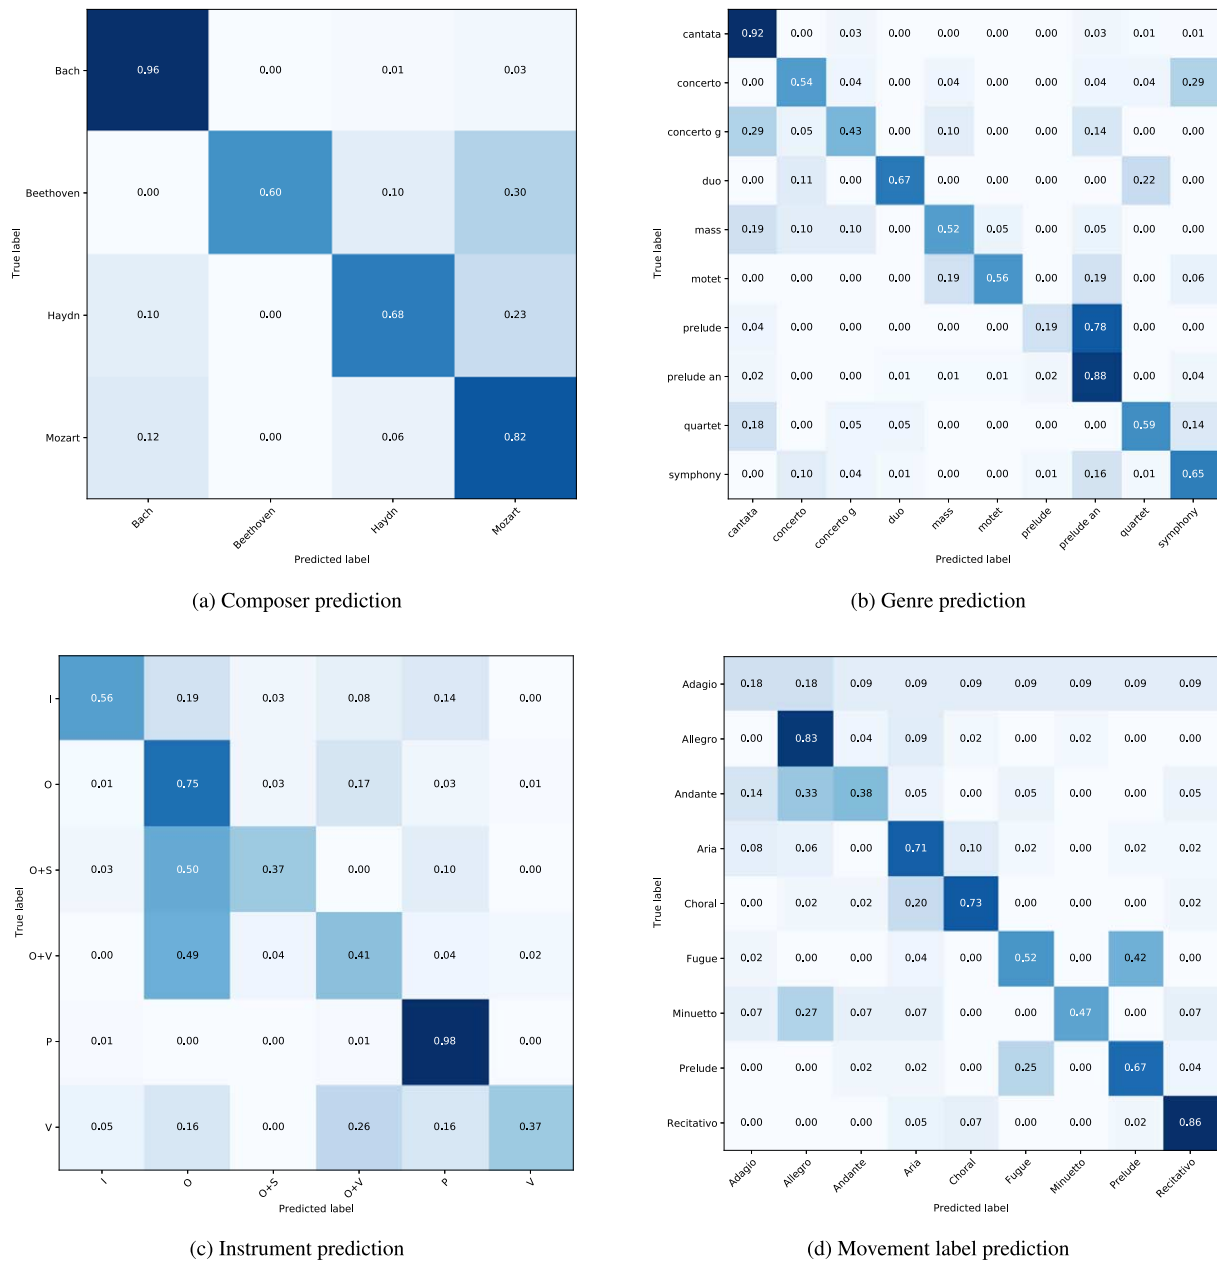 Bach 0.96 0.00 0.01 0.03
Beethoven 0.00 0.60 0.10 0.30
Haydn 0.10 0.00 0.68 0.23
Mozart 0.12 0.00 0.06 0.82
True label
Bach Beethoven Haydn Mozart
Predicted label
(a) Composer prediction
cantata 0.92 0.00 0.03 0.00 0.00 0.00 0.00 0.03 0.01 0.01
concerto 0.00 0.54 0.04 0.00 0.04 0.00 0.00 0.04 0.04 0.29
concerto g 0.29 0.05 0.43 0.00 0.10 0.00 0.00 0.14 0.00 0.00
duo 0.00 0.11 0.00 0.67 0.00 0.00 0.00 0.00 0.22 0.00
mass 0.19 0.10 0.10 0.00 0.52 0.05 0.00 0.05 0.00 0.00
motet 0.00 0.00 0.00 0.00 0.19 0.56 0.00 0.19 0.00 0.06
prelude 0.04 0.00 0.00 0.00 0.00 0.00 0.19 0.78 0.00 0.00
prelude an 0.02 0.00 0.00 0.01 0.01 0.01 0.02 0.88 0.00 0.04
quartet 0.18 0.00 0.05 0.05 0.00 0.00 0.00 0.00 0.59 0.14
symphony 0.00 0.10 0.04 0.01 0.00 0.00 0.01 0.16 0.01 0.65
True label
cantata concerto concerto g duo mass motet prelude prelude an quartet symphony
Predicted label
(b) Genre prediction
I 0.56 0.19 0.03 0.08 0.14 0.00
O 0.01 0.75 0.03 0.17 0.03 0.01
O+S 0.03 0.50 0.37 0.00 0.10 0.00
O+V 0.00 0.49 0.04 0.41 0.04 0.02
P 0.01 0.00 0.00 0.01 0.98 0.00
V 0.05 0.16 0.00 0.26 0.16 0.37
True label
I O O+S O+V P V
Predicted label
(c) Instrument prediction
Adagio 0.18 0.18 0.09 0.09 0.09 0.09 0.09 0.09 0.09
Allegro 0.00 0.83 0.04 0.09 0.02 0.00 0.02 0.00 0.00
Andante 0.14 0.33 0.38 0.05 0.00 0.05 0.00 0.00 0.05
Aria 0.08 0.06 0.00 0.71 0.10 0.02 0.00 0.02 0.02
Choral 0.00 0.02 0.02 0.20 0.73 0.00 0.00 0.00 0.02
Fugue 0.02 0.00 0.00 0.04 0.00 0.52 0.00 0.42 0.00
Minuetto 0.07 0.27 0.07 0.07 0.00 0.00 0.47 0.00 0.07
Prelude 0.00 0.00 0.02 0.02 0.00 0.25 0.00 0.67 0.04
Recitativo 0.00 0.00 0.00 0.05 0.07 0.00 0.00 0.02 0.86
True label
Adagio Allegro Andante Aria Choral Fugue Minuetto Prelude Recitativo
Predicted label
(d) Movement label prediction